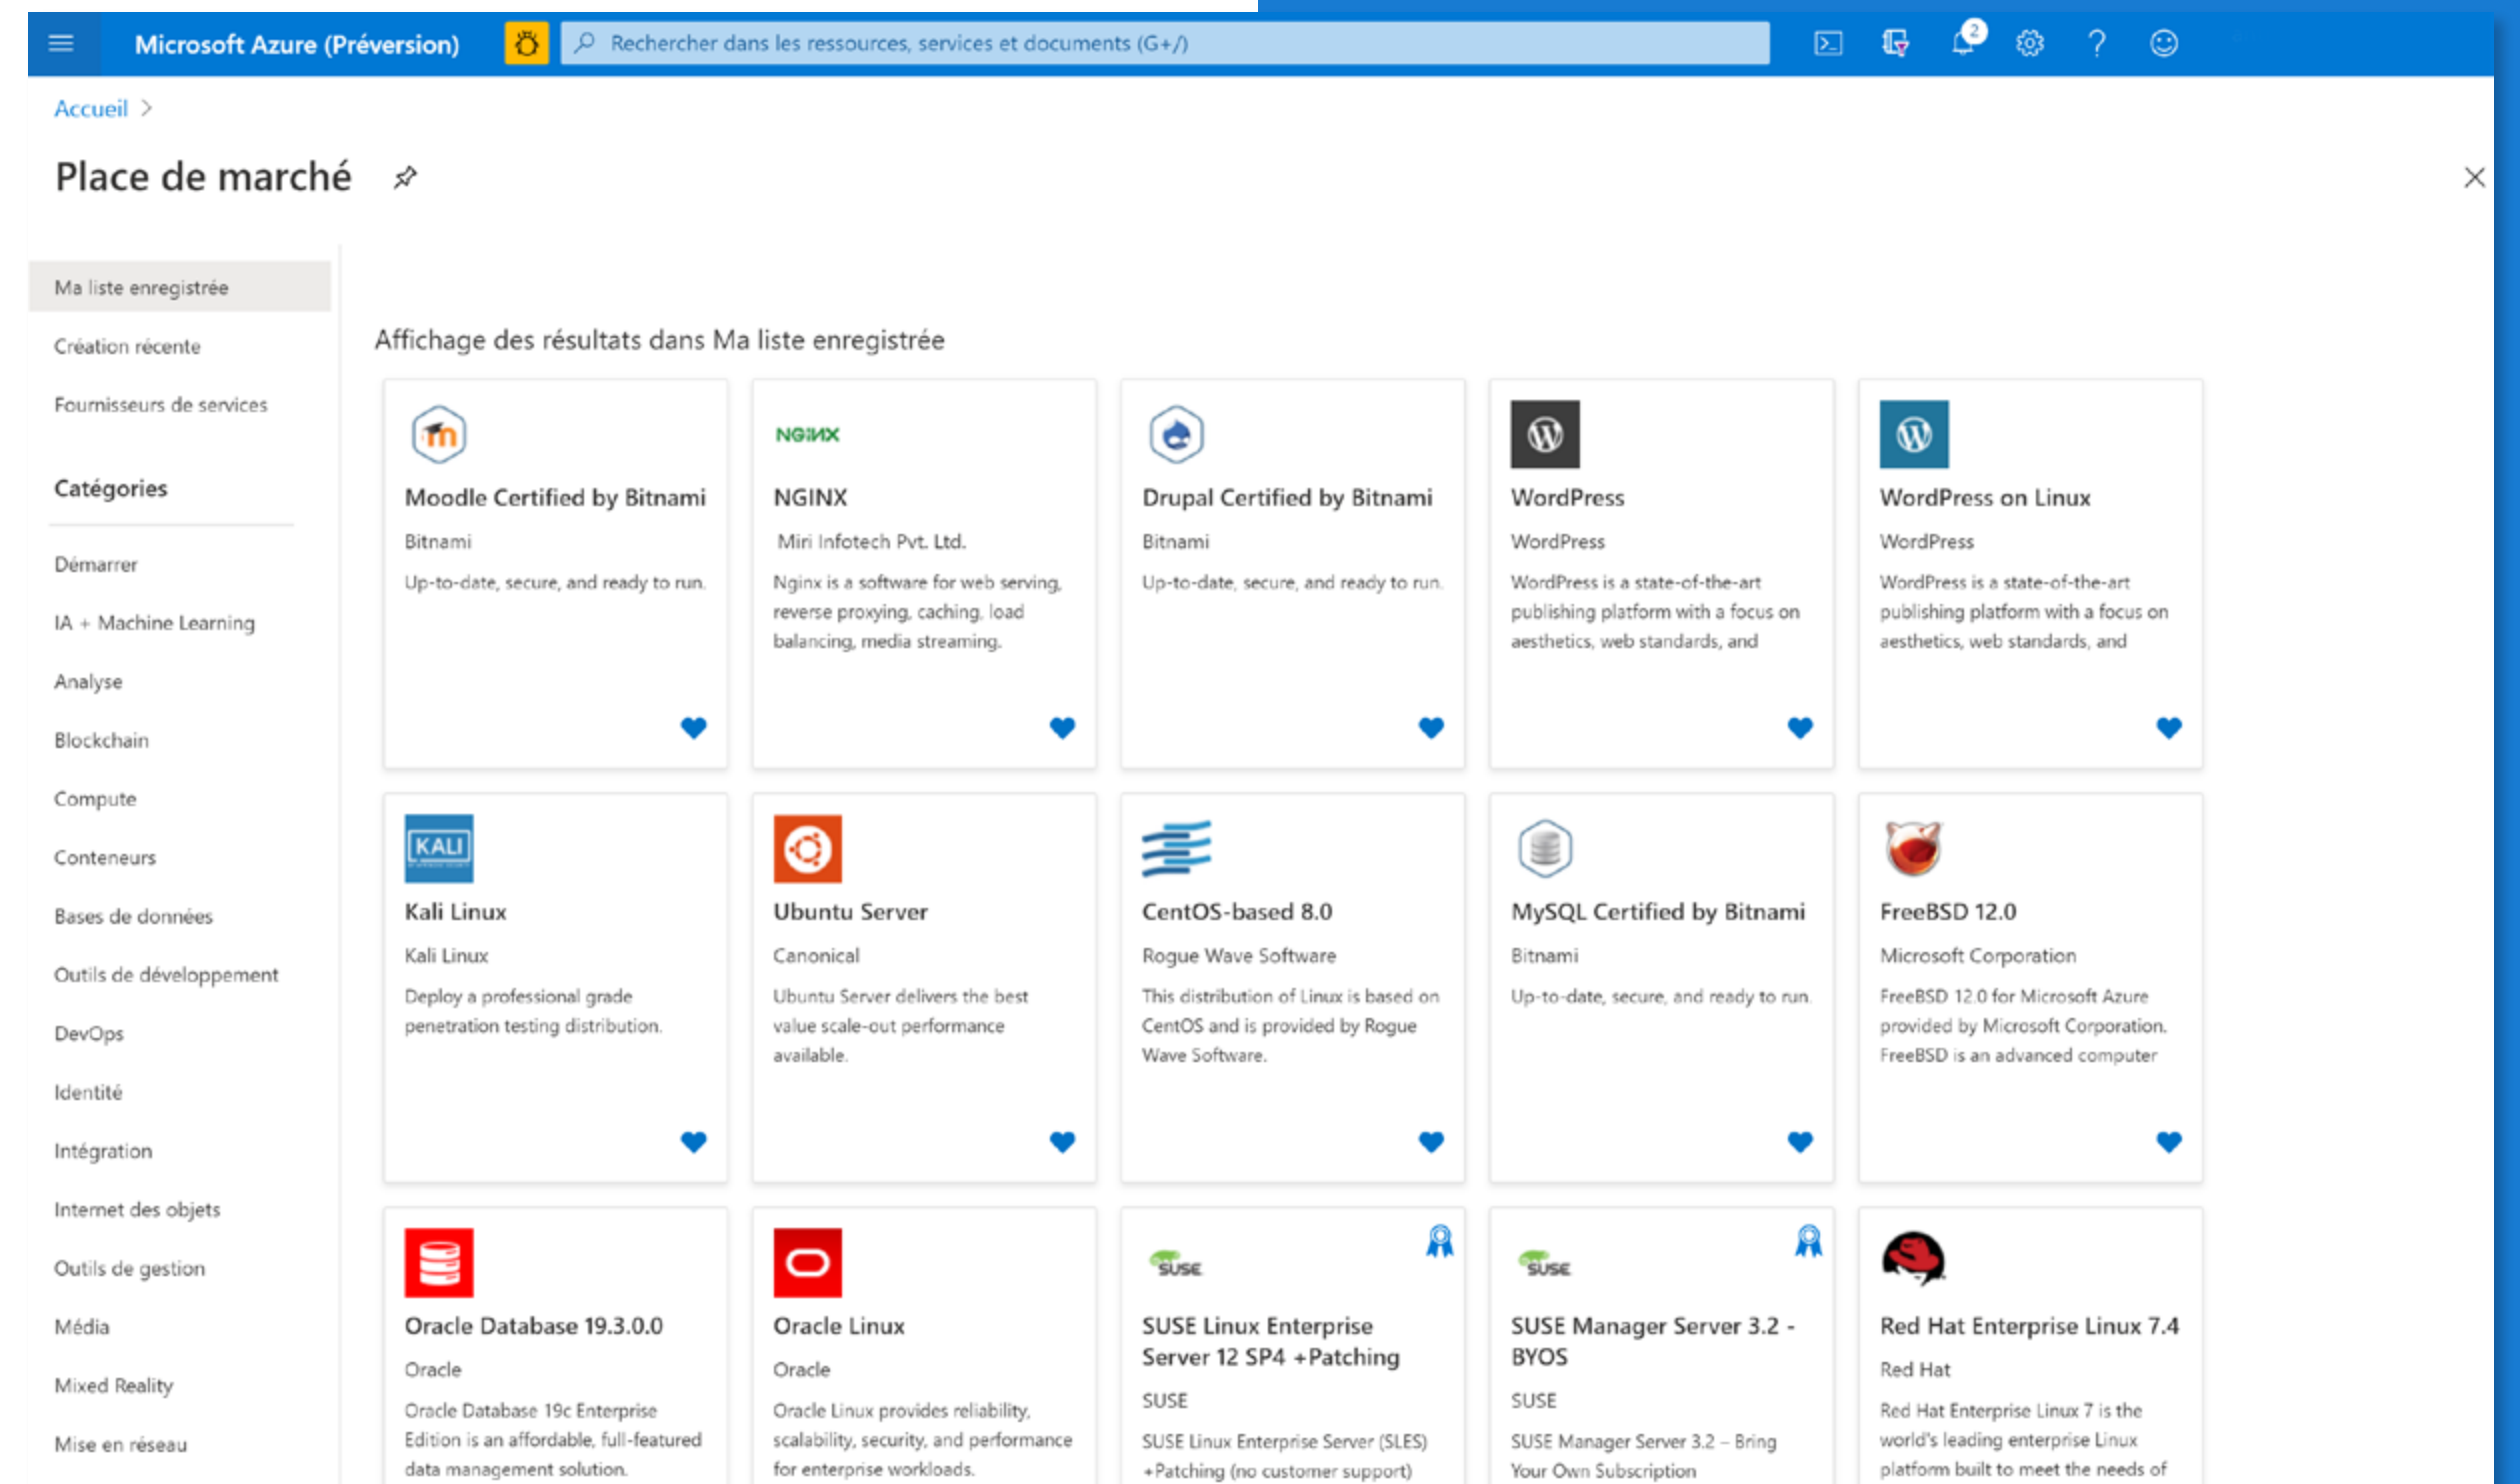 Microsoft Azure (Préversion)
Rechercher dans les ressources, services et documents (G+/)
2
Accueil >
Place de marché
Ma liste enregistrée
Création récente
Fournisseurs de services
Catégories
Démarrer
IA + Machine Learning
Analyse
Blockchain
Compute
Conteneurs
Bases de données
Outils de développement
DevOps
Identité
Intégration
Internet des objets
Outils de gestion
Média
Mixed Reality
Mise en réseau
Affichage des résultats dans Ma liste enregistrée
Moodle Certified by Bitnami
Bitnami
Up-to-date, secure, and ready to run.
NGINX
NGINX
Miri Infotech Pvt. Ltd.
Nginx is a software for web serving,
reverse proxying, caching, load
balancing, media streaming.
Drupal Certified by Bitnami
Bitnami
Up-to-date, secure, and ready to run.
WordPress
WordPress
WordPress is a state-of-the-art
publishing platform with a focus on
aesthetics, web standards, and
WordPress on Linux
WordPress
WordPress is a state-of-the-art
publishing platform with a focus on
aesthetics, web standards, and
KALI
Kali Linux
Kali Linux
Deploy a professional grade
penetration testing distribution.
Ubuntu Server
Canonical
Ubuntu Server delivers the best
value scale-out performance
available.
CentOS-based 8.0
Rogue Wave Software
This distribution of Linux is based on
CentOS and is provided by Rogue
Wave Software.
MySQL Certified by Bitnami
Bitnami
Up-to-date, secure, and ready to run.
FreeBSD 12.0
Microsoft Corporation
FreeBSD 12.0 for Microsoft Azure
provided by Microsoft Corporation.
FreeBSD is an advanced computer
Oracle Database 19.3.0.0
Oracle
Oracle Database 19c Enterprise
Edition is an affordable, full-featured
data management solution.
Oracle Linux
Oracle
Oracle Linux provides reliability,
scalability, security, and performance
for enterprise workloads.
SUSE
SUSE Linux Enterprise
Server 12 SP4 +Patching
SUSE
SUSE Linux Enterprise Server (SLES)
+Patching (no customer support)
SUSE
SUSE Manager Server 3.2 -
BYOS
SUSE
SUSE Manager Server 3.2 – Bring
Your Own Subscription
Red Hat Enterprise Linux 7.4
Red Hat
Red Hat Enterprise Linux 7 is the
world's leading enterprise Linux
platform built to meet the needs of